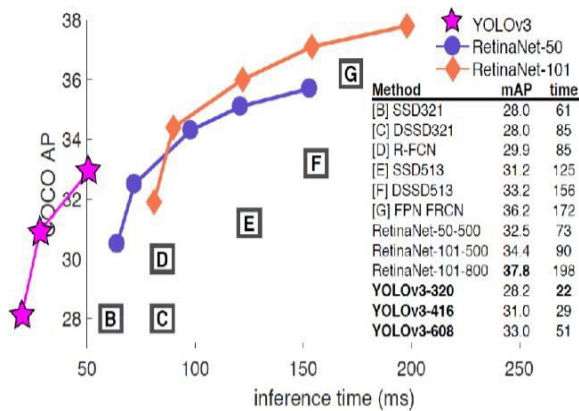 YOLOv3
RetinaNet-50
RetinaNet-101
Method mAP time
[B] SSD321 28.0 61
[C] DSSD321 28.0 85
[D] R-FCN 29.9 85
[E] SSD513 31.2 125
[F] DSSD513 33.2 156
[G] FPN FRCN 36.2 172
RetinaNet-50-500 32.5 73
RetinaNet-101-500 34.4 90
RetinaNet-101-800 37.8 198
YOLOv3-320 28.2 22
YOLOv3-416 31.0 29
YOLOv3-608 33.0 51
G
F
E
D
B
C
38
36
34
32
30
28
COCO AP
50 100 150 200 250
inference time (ms)